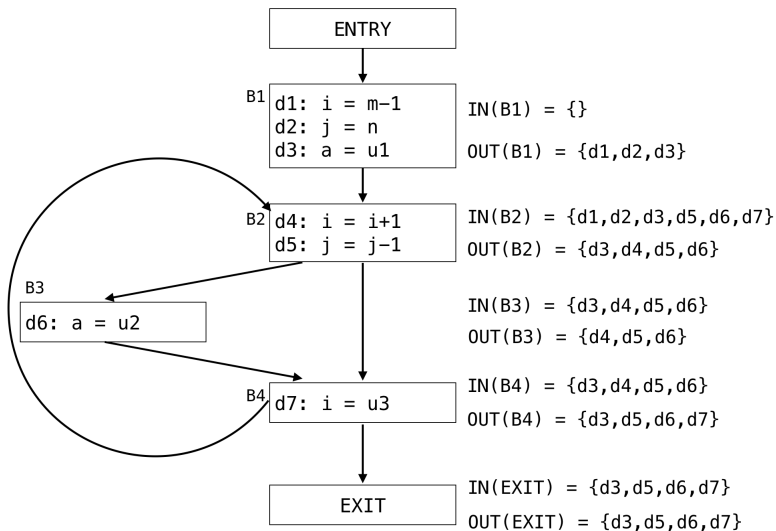 ENTRY
B1
d1: i = m-1
d2: j = n
d3: a = u1
IN(B1) = {}
OUT(B1) = {d1,d2,d3}
B2
d4: i = i+1
d5: j = j-1
IN(B2) = {d1,d2,d3,d5,d6,d7}
OUT(B2) = {d3,d4,d5,d6}
B3
d6: a = u2
IN(B3) = {d3,d4,d5,d6}
OUT(B3) = {d4,d5,d6}
B4
d7: i = u3
IN(B4) = {d3,d4,d5,d6}
OUT(B4) = {d3,d5,d6,d7}
EXIT
IN(EXIT) = {d3,d5,d6,d7}
OUT(EXIT) = {d3,d5,d6,d7}